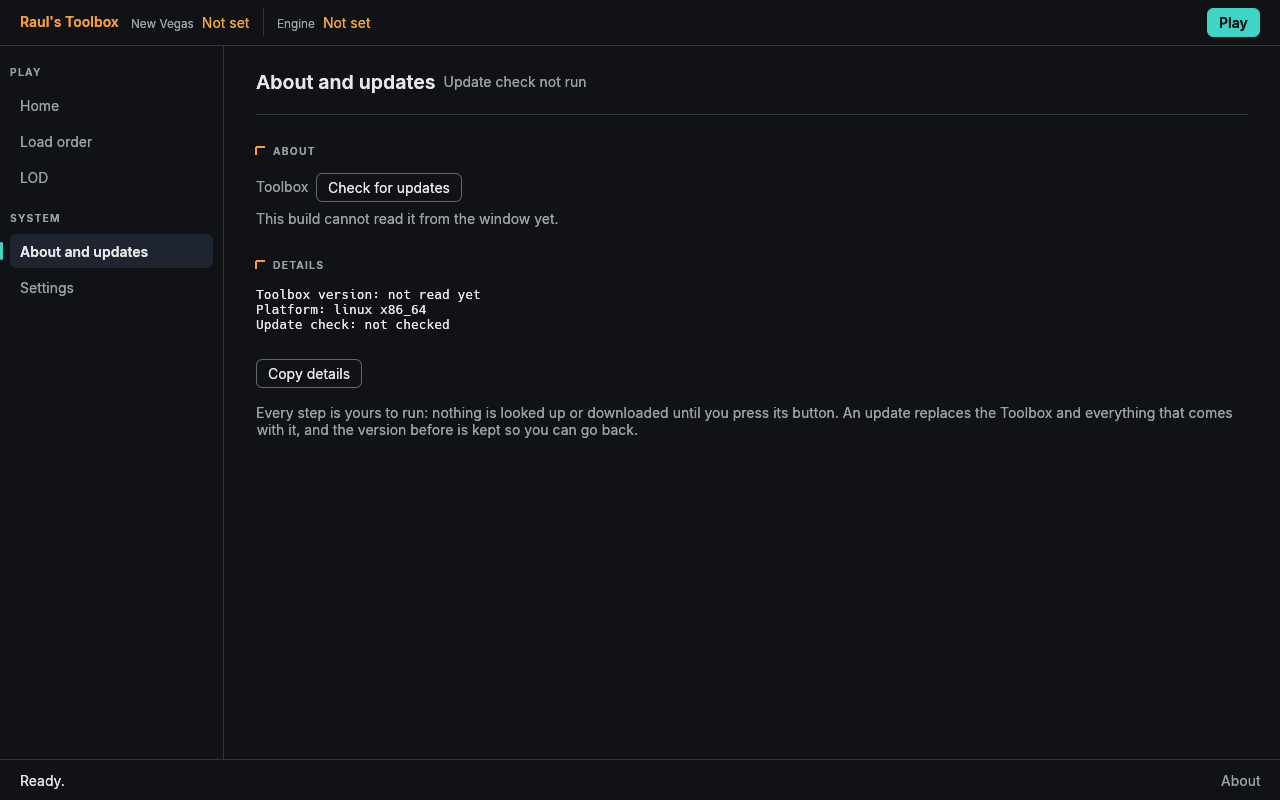 Raul's Toolbox New Vegas Not set Engine Not set Play
PLAY
Home
Load order
LOD
SYSTEM
About and updates
Settings
About and updates Update check not run
ABOUT
Toolbox Check for updates
This build cannot read it from the window yet.
DETAILS
Toolbox version: not read yet
Platform: linux x86_64
Update check: not checked
Copy details
Every step is yours to run: nothing is looked up or downloaded until you press its button. An update replaces the Toolbox and everything that comes
with it, and the version before is kept so you can go back.
Ready. About